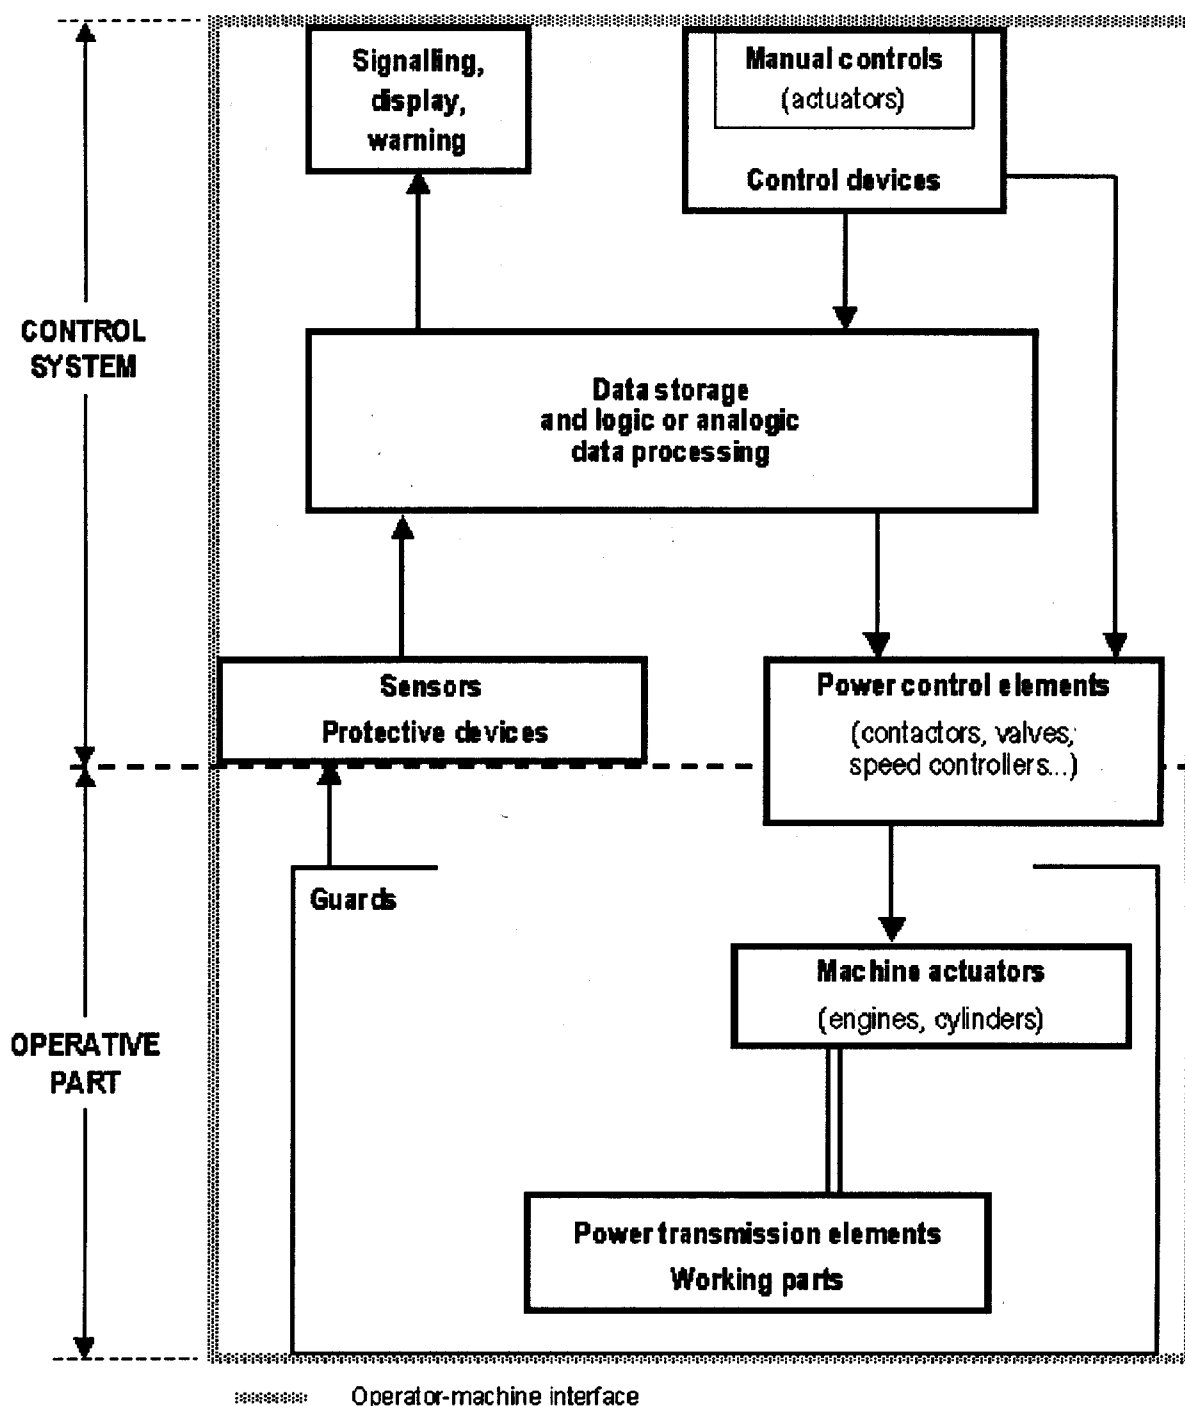 Signalling,
display,
warning
Manual controls
(actuators)
Control devices
CONTROL
SYSTEM
Data storage
and logic or analogic
data processing
Sensors
Protective devices
Power control elements
(contactors, valves,
speed controllers...)
Guards
Machine actuators
(engines, cylinders)
OPERATIVE
PART
Power transmission elements
Working parts
Operator-machine interface